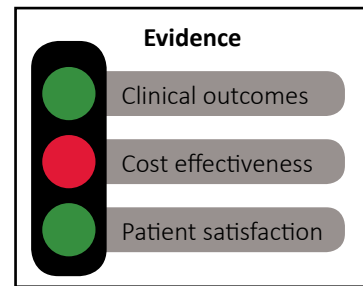 Evidence
Clinical outcomes
Cost effectiveness
Patient satisfaction